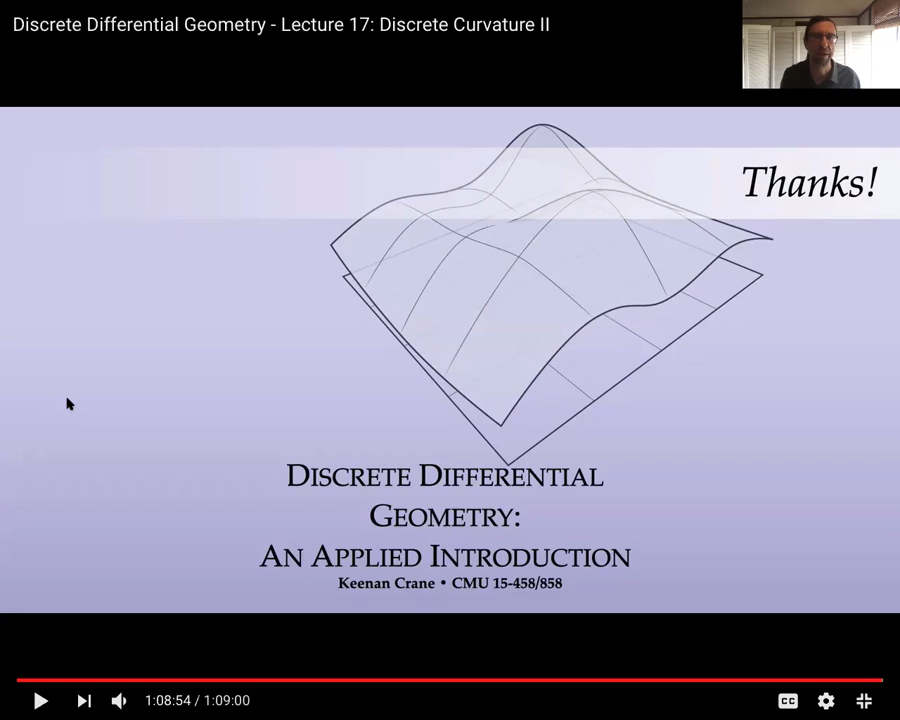 Discrete Differential Geometry - Lecture 17: Discrete Curvature II
Thanks!
DISCRETE DIFFERENTIAL
GEOMETRY:
AN APPLIED INTRODUCTION
Keenan Crane • CMU 15-458/858
1:08:54 / 1:09:00
CC